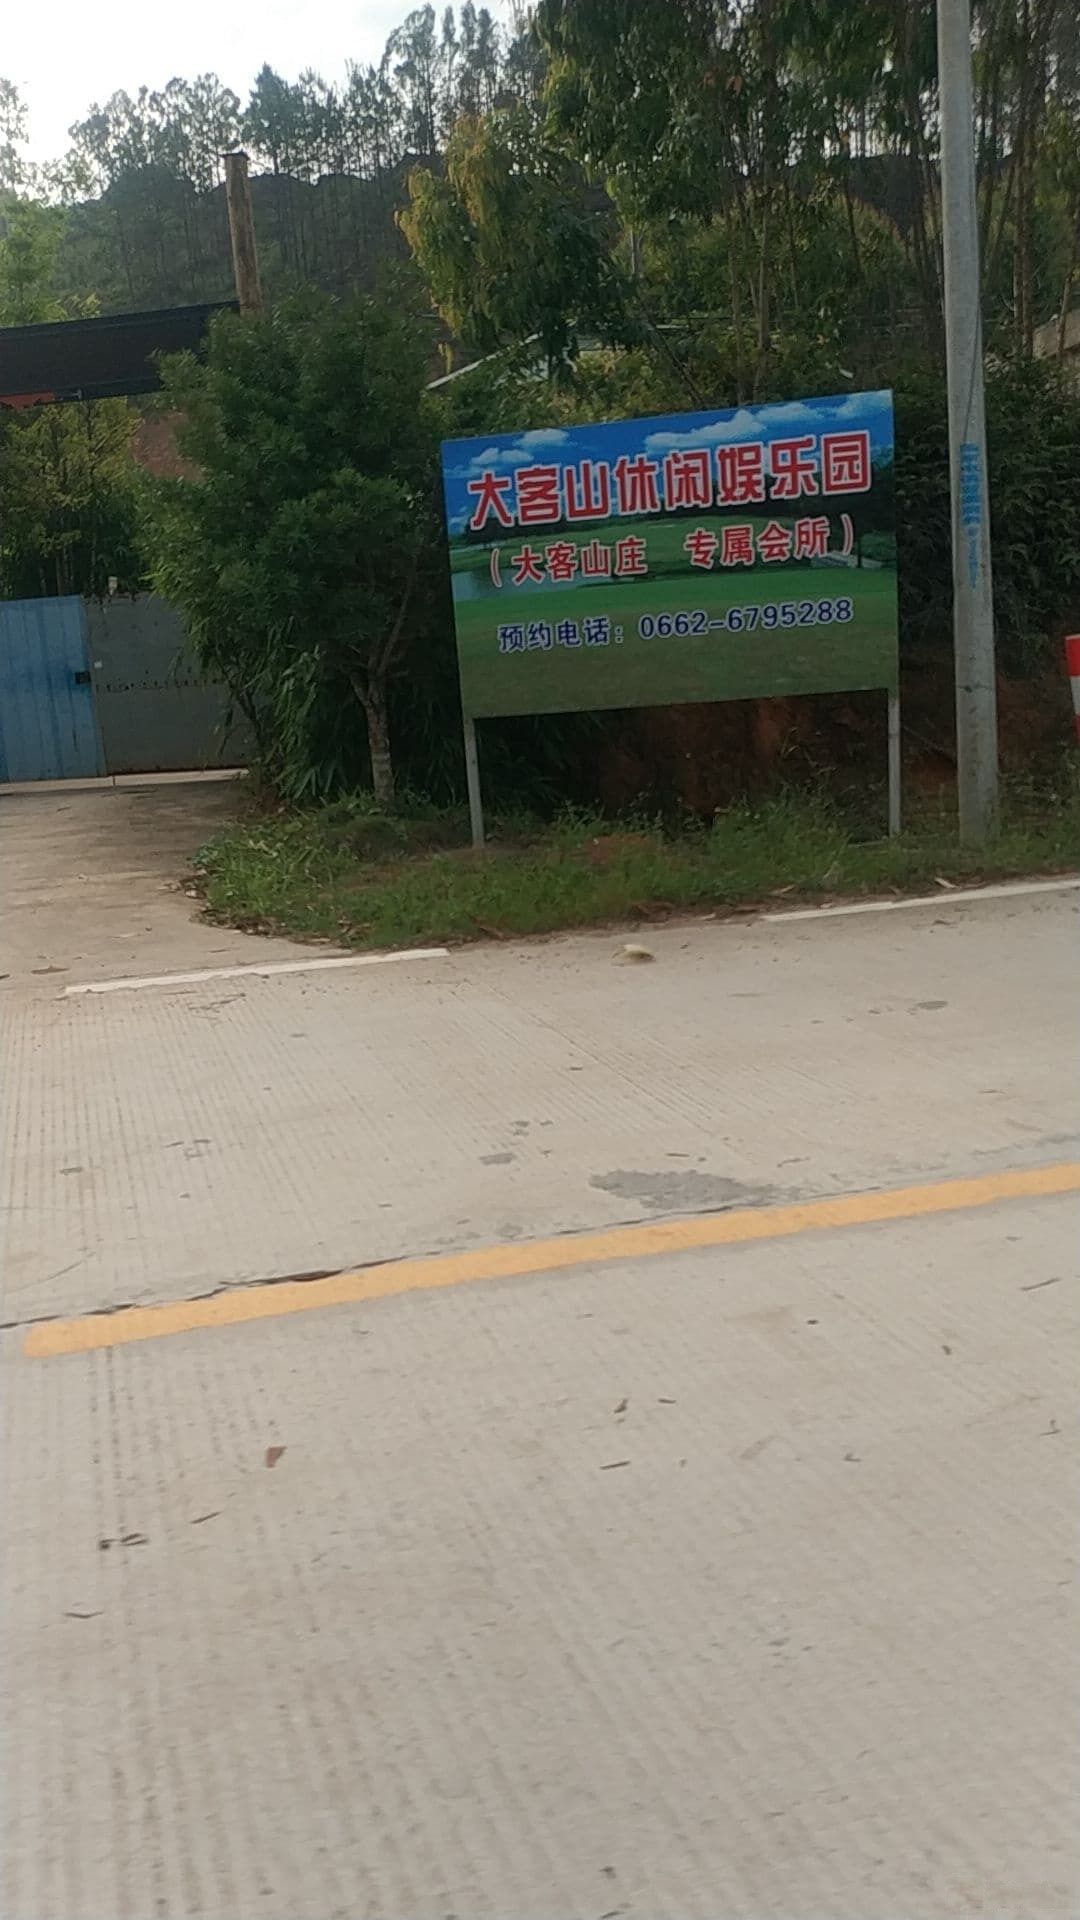 大客山休闲娱乐园
（大客山庄 专属会所）
预约电话：0662-6795288